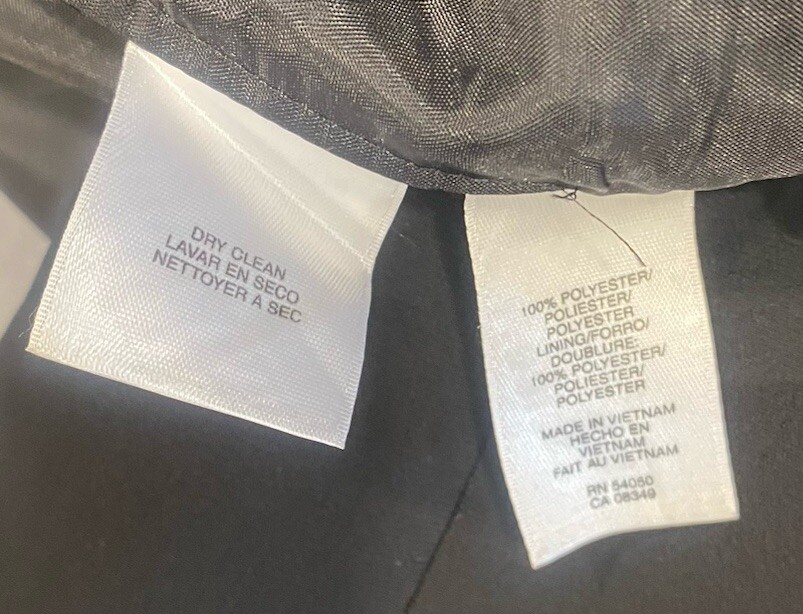 DRY CLEAN
LAVAR EN SECO
NETTOYER A SEC
100% POLYESTER/
POLIESTER/
POLYESTER
LINING/FORRO/
DOUBLURE:
100% POLYESTER/
POLIESTER/
POLYESTER
MADE IN VIETNAM
HECHO EN
VIETNAM
FAIT AU VIETNAM
RN 54050
CA 08349